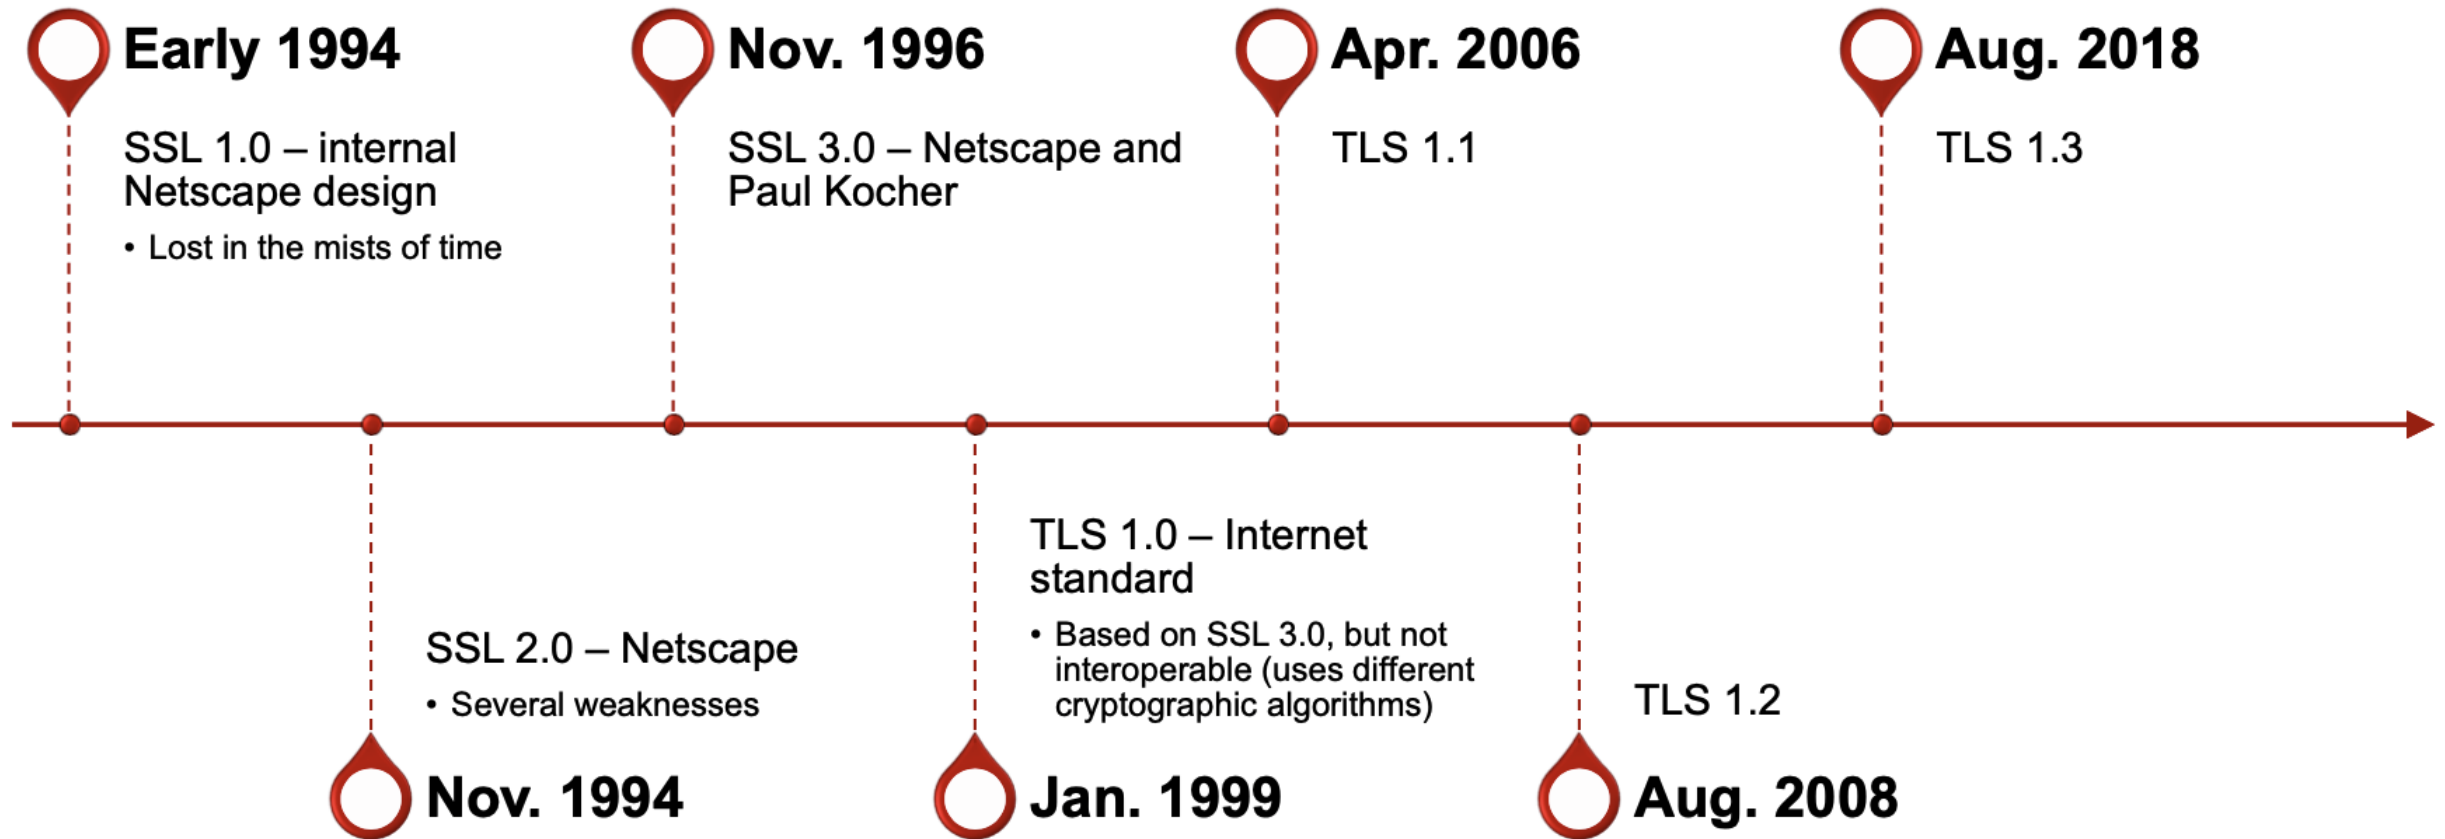 Early 1994
SSL 1.0 – internal
Netscape design
• Lost in the mists of time
Nov. 1996
SSL 3.0 – Netscape and
Paul Kocher
Apr. 2006
TLS 1.1
Aug. 2018
TLS 1.3
SSL 2.0 – Netscape
• Several weaknesses
Nov. 1994
TLS 1.0 – Internet
standard
• Based on SSL 3.0, but not
interoperable (uses different
cryptographic algorithms)
Jan. 1999
TLS 1.2
Aug. 2008